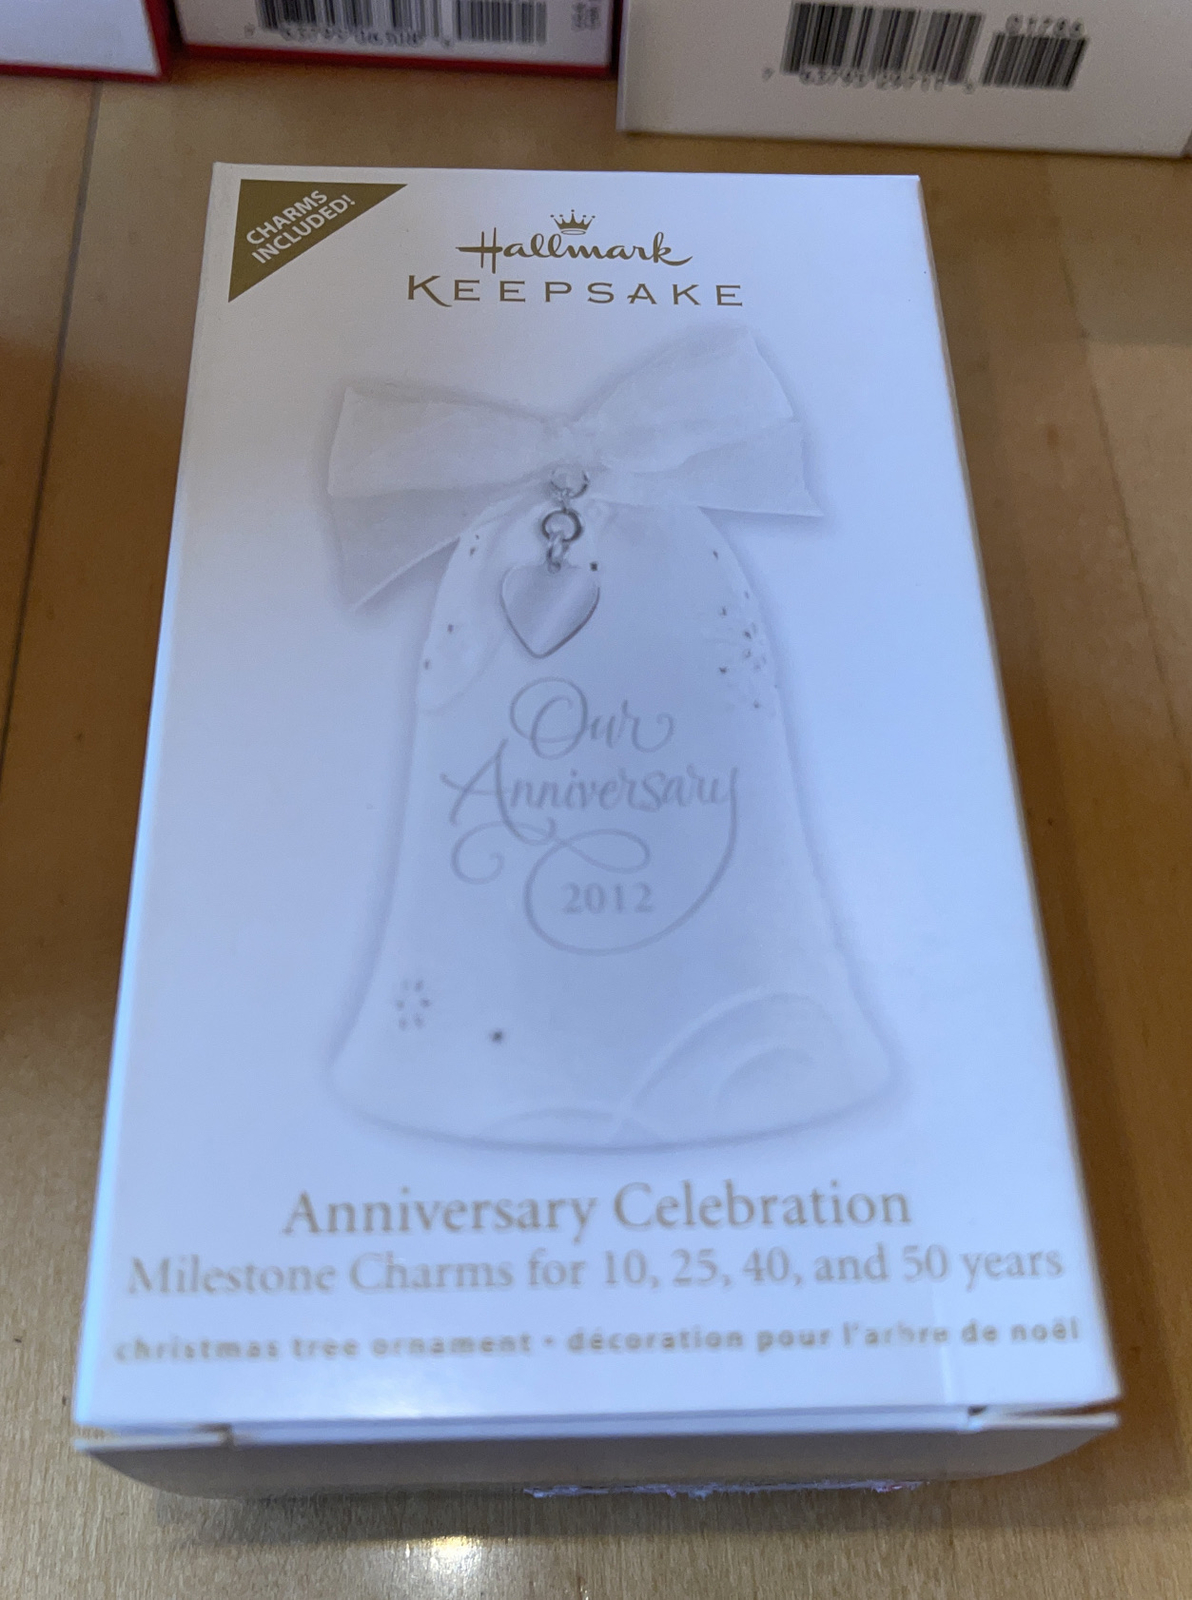 01786
CHARMS
INCLUDED!
Hallmark
KEEPSAKE
Our
Anniversary
2012
Anniversary Celebration
Milestone Charms for 10, 25, 40, and 50 years
christmas tree ornament • décoration pour l'arbre de noël